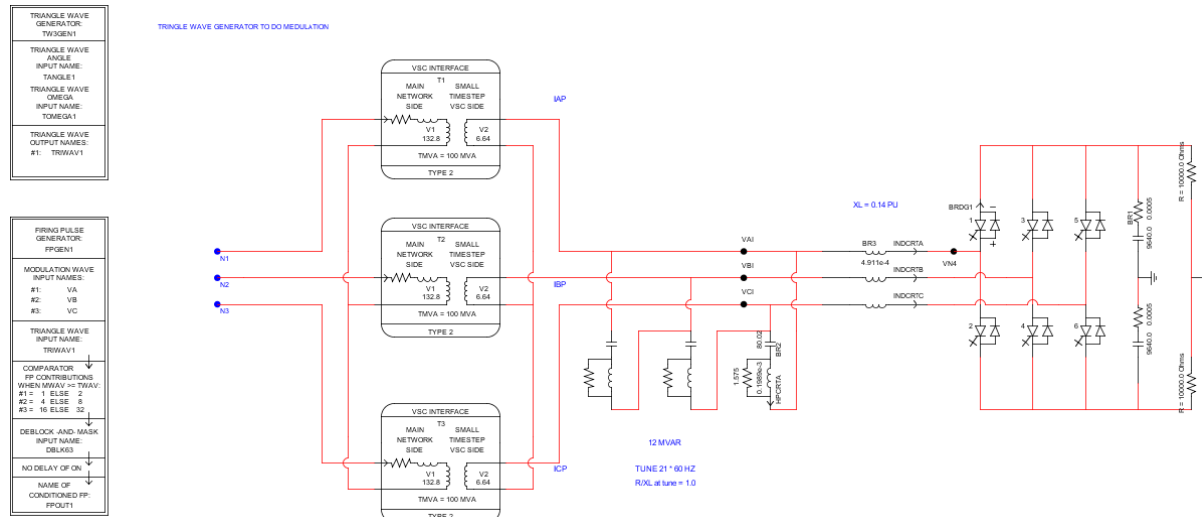 TRIANGLE WAVE
GENERATOR:
TW3GEN1
TRIANGLE WAVE
ANGLE
INPUT NAME:
TANGLE1
TRIANGLE WAVE
OMEGA
INPUT NAME:
TOMEGA1
TRIANGLE WAVE
OUTPUT NAMES:
#1: TRIWAV1
TRINGLE WAVE GENERATOR TO DO MEDULATION
FIRING PULSE
GENERATOR:
FPGEN1
MODULATION WAVE
INPUT NAMES:
#1: VA
#2: VB
#3: VC
TRIANGLE WAVE
INPUT NAME:
TRIWAV1
COMPARATOR
FP CONTRIBUTIONS
WHEN MWAV >= TWAV:
#1 = 1 ELSE 2
#2 = 4 ELSE 8
#3 = 16 ELSE 32
DEBLOCK -AND- MASK
INPUT NAME:
DBLK63
NO DELAY OF ON
NAME OF
CONDITIONED FP:
FPOUT1
N1
N2
N3
VSC INTERFACE
T1
MAIN
NETWORK
SIDE
SMALL
TIMESTEP
VSC SIDE
V1
132.8
V2
6.64
TMVA = 100 MVA
TYPE 2
VSC INTERFACE
T2
MAIN
NETWORK
SIDE
SMALL
TIMESTEP
VSC SIDE
V1
132.8
V2
6.64
TMVA = 100 MVA
TYPE 2
VSC INTERFACE
T3
MAIN
NETWORK
SIDE
SMALL
TIMESTEP
VSC SIDE
V1
132.8
V2
6.64
TMVA = 100 MVA
TYPE 2
IAP
IBP
ICP
VAI
VBI
VCI
80.02
BR2
1.575
0.1989e-3
HPCRTA
12 MVAR
TUNE 21 * 60 HZ
R/XL at tune = 1.0
XL = 0.14 PU
BR3
4.911e-4
INDCRTA
INDCRTB
INDCRTC
VN4
BRDG1
1
3
5
2
4
6
BR1
9640.0 0.0005
9640.0 0.0005
R = 10000.0 Ohms
R = 10000.0 Ohms